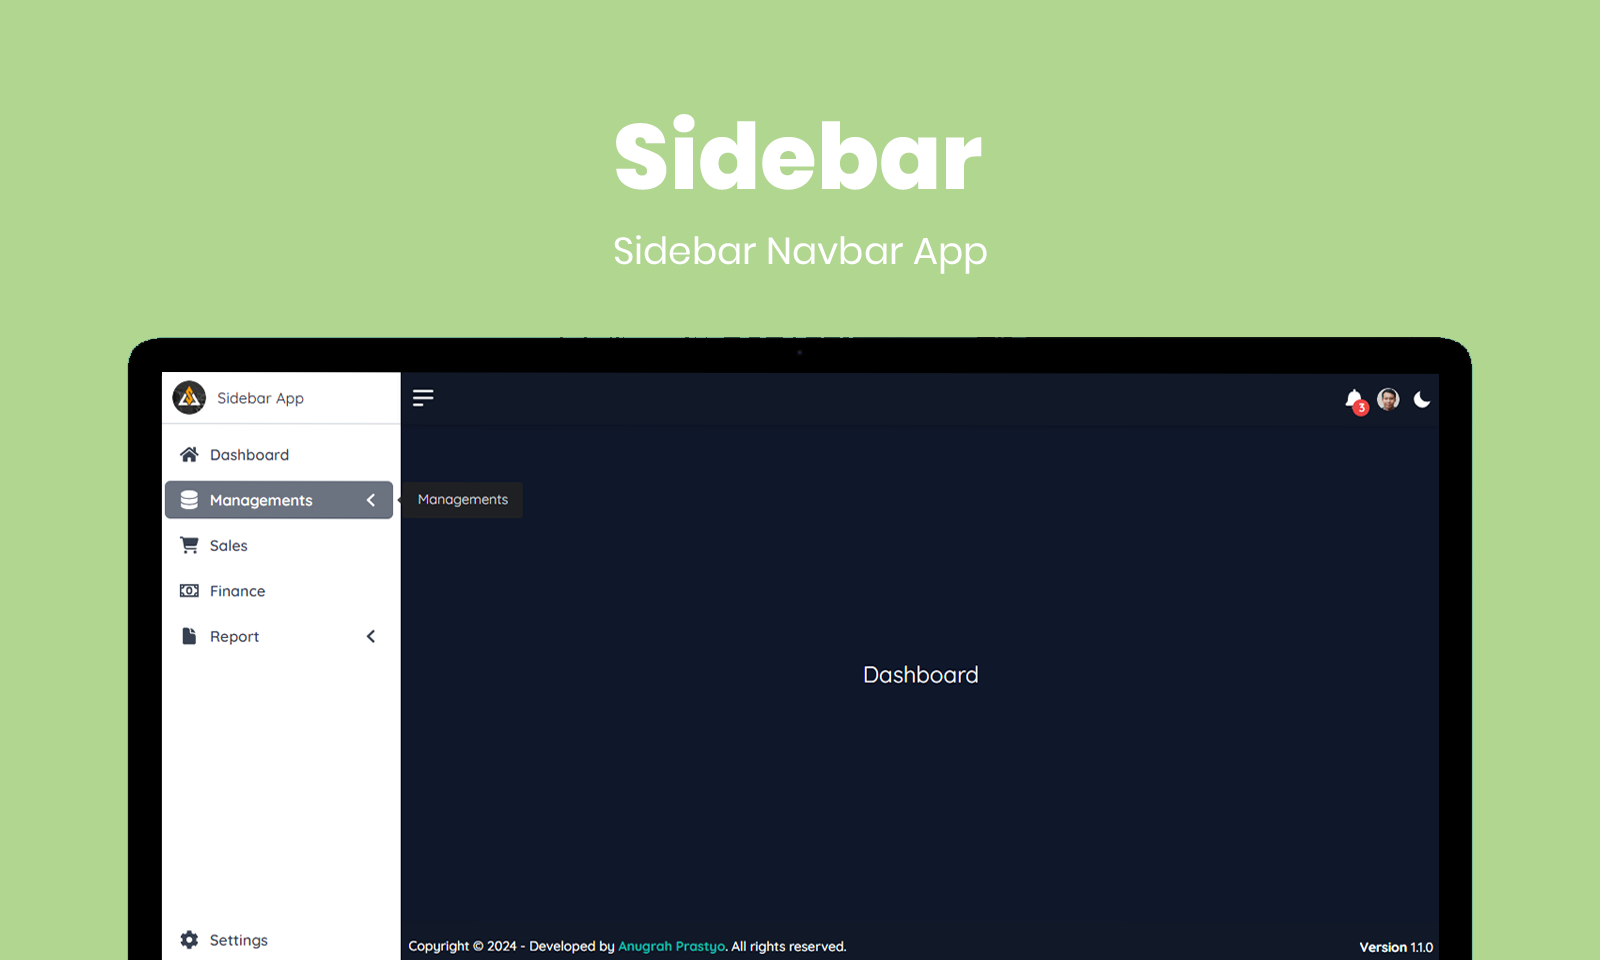 Sidebar
Sidebar Navbar App
Sidebar App
3
Dashboard
Managements
Managements
Sales
Finance
Report
Dashboard
Settings
Copyright © 2024 - Developed by Anugrah Prastyo. All rights reserved.
Version 1.1.0